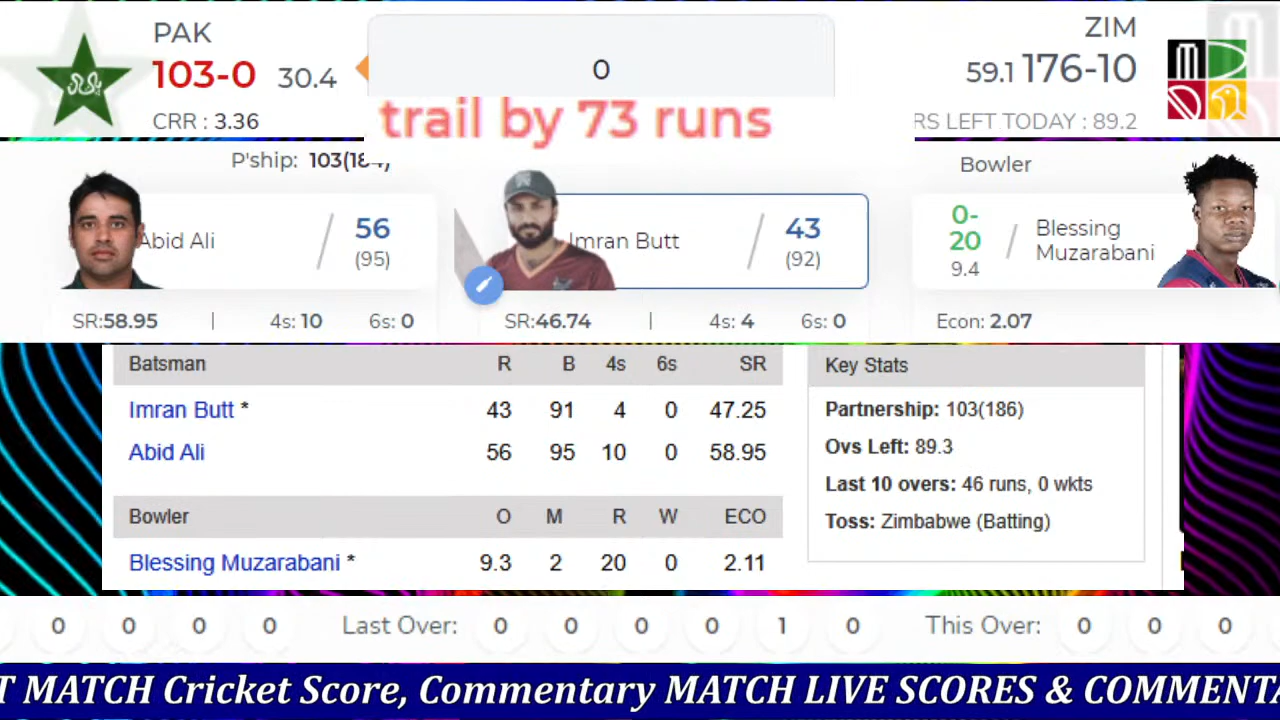 PAK
103-0 30.4
CRR : 3.36
0
trail by 73 runs
ZIM
59.1 176-10
RS LEFT TODAY : 89.2
P'ship: 103(184)
Abid Ali
56
(95)
SR:58.95 | 4s: 10 6s: 0
Imran Butt
43
(92)
SR:46.74 | 4s: 4 6s: 0
Bowler
0-
20
9.4
Blessing
Muzarabani
Econ: 2.07
Batsman R B 4s 6s SR
Imran Butt * 43 91 4 0 47.25
Abid Ali 56 95 10 0 58.95
Bowler O M R W ECO
Blessing Muzarabani * 9.3 2 20 0 2.11
Key Stats
Partnership: 103(186)
Ovs Left: 89.3
Last 10 overs: 46 runs, 0 wkts
Toss: Zimbabwe (Batting)
0 0 0 0 Last Over: 0 0 0 0 1 0 This Over: 0 0 0
T MATCH Cricket Score, Commentary MATCH LIVE SCORES & COMMENTA